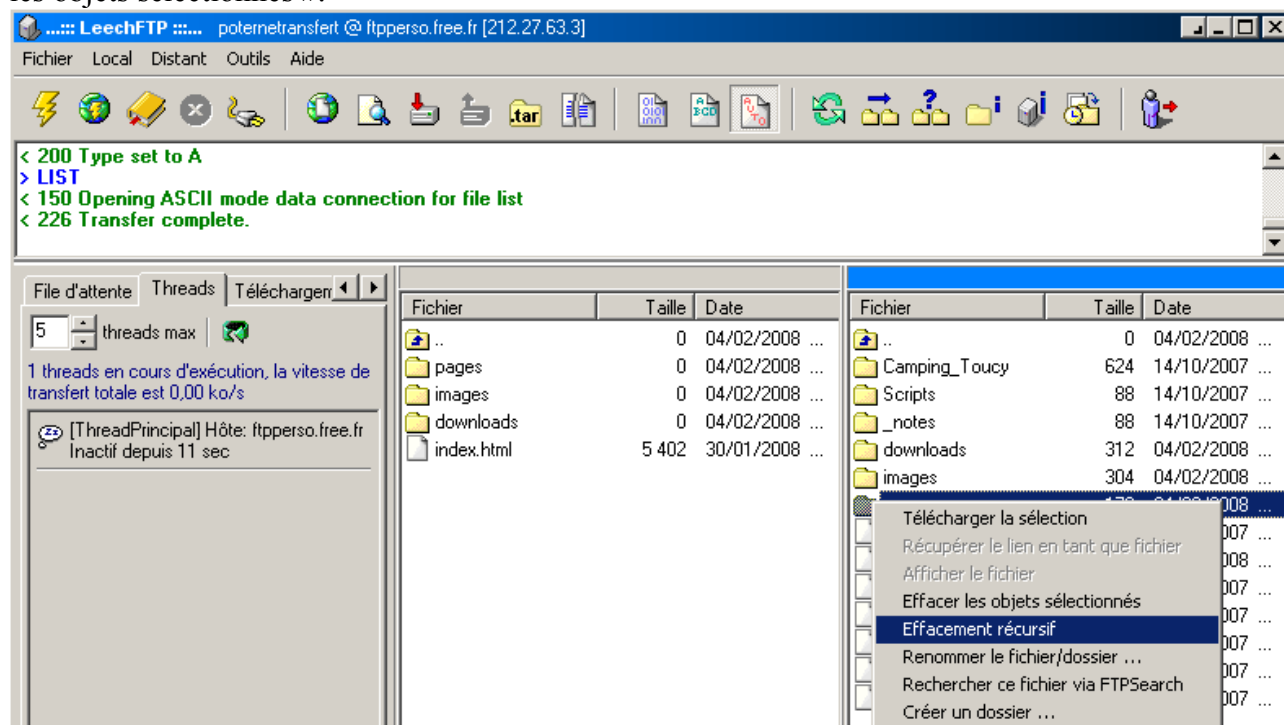 les objets sélectionnés».
...::: LeechFTP :::... poternetransfert @ ftpperso.free.fr [212.27.63.3]
Fichier Local Distant Outils Aide
.tar
< 200 Type set to A
> LIST
< 150 Opening ASCII mode data connection for file list
< 226 Transfer complete.
File d'attente Threads
5 threads max
1 threads en cours d'exécution, la vitesse de
transfert totale est 0,00 ko/s
[ThreadPrincipal] Hôte: ftpperso.free.fr
Inactif depuis 11 sec
Fichier Taille Date
.. 0 04/02/2008 ...
pages 0 04/02/2008 ...
images 0 04/02/2008 ...
downloads 0 04/02/2008 ...
index.html 5 402 30/01/2008 ...
Fichier Taille Date
.. 0 04/02/2008 ...
Camping_Toucy 624 14/10/2007 ...
Scripts 88 14/10/2007 ...
_notes 88 14/10/2007 ...
downloads 312 04/02/2008 ...
images 304 04/02/2008 ...
Télécharger la sélection
Récupérer le lien en tant que fichier
Afficher le fichier
Effacer les objets sélectionnés
Effacement récursif
Renommer le fichier/dossier ...
Rechercher ce fichier via FTPSearch
Créer un dossier ...